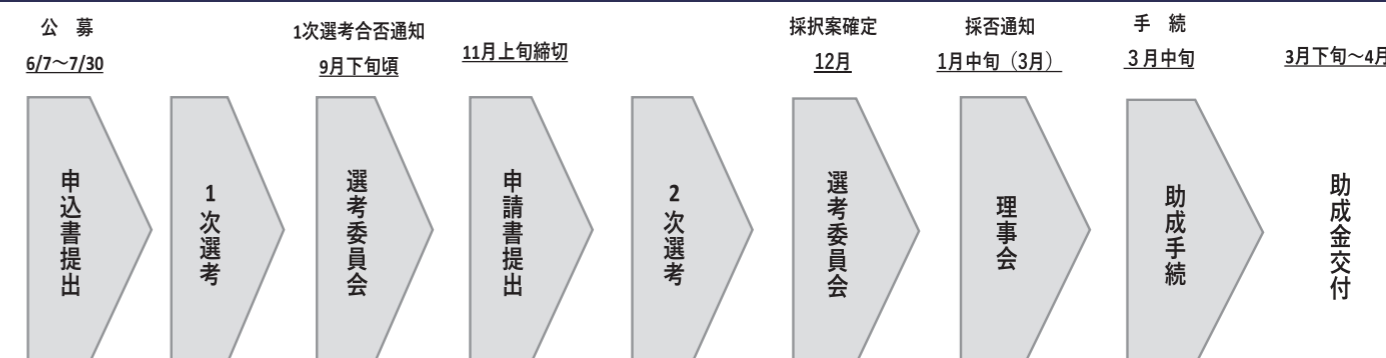 公 募
6/7～7/30
1次選考合否通知
9月下旬頃
11月上旬締切
採択案確定
12月
採否通知
1月中旬（3月）
手 続
３月中旬
3月下旬～4月
申込書提出
1次選考
選考委員会
申請書提出
2次選考
選考委員会
理事会
助成手続
助成金交付